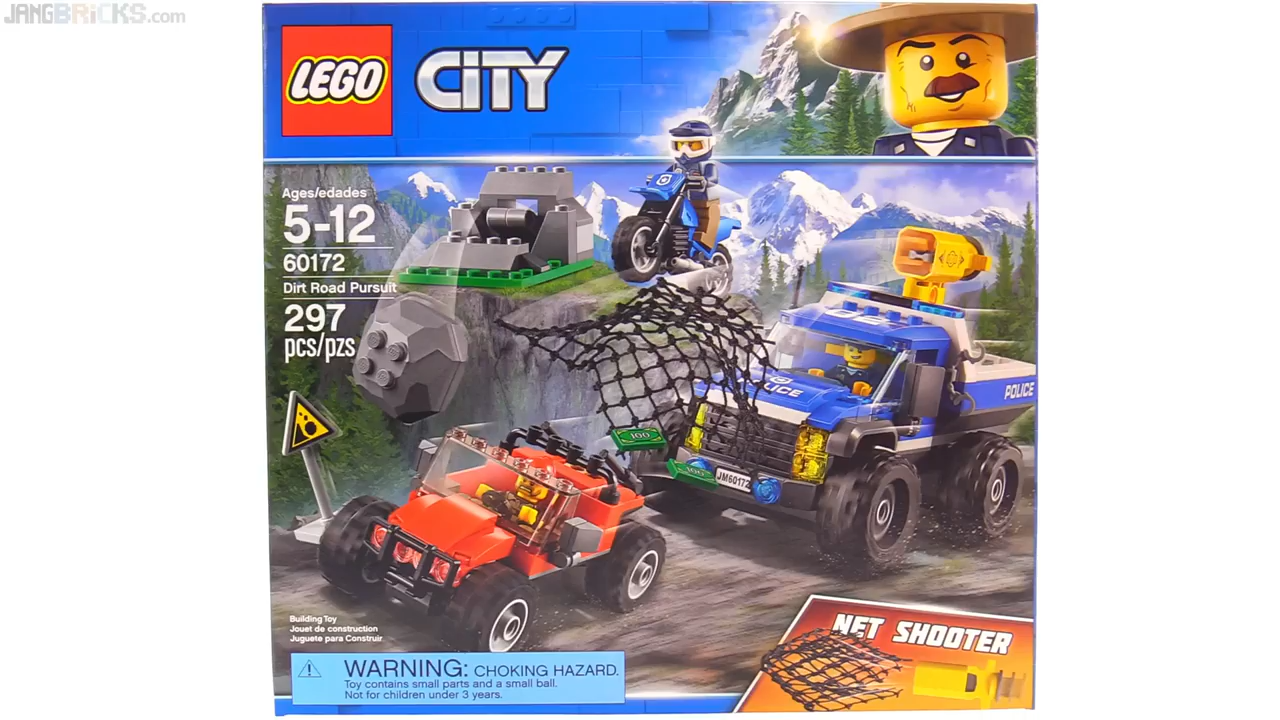 JANGBRiCKS.com
LEGO
CITY
Ages/edades
5-12
60172
Dirt Road Pursuit
297
pcs/pzs
02
POLICE
POLICE
100
100
JM60172
NET SHOOTER
Building Toy
Jouet de construction
Juguete para Construir
WARNING: CHOKING HAZARD.
Toy contains small parts and a small ball.
Not for children under 3 years.